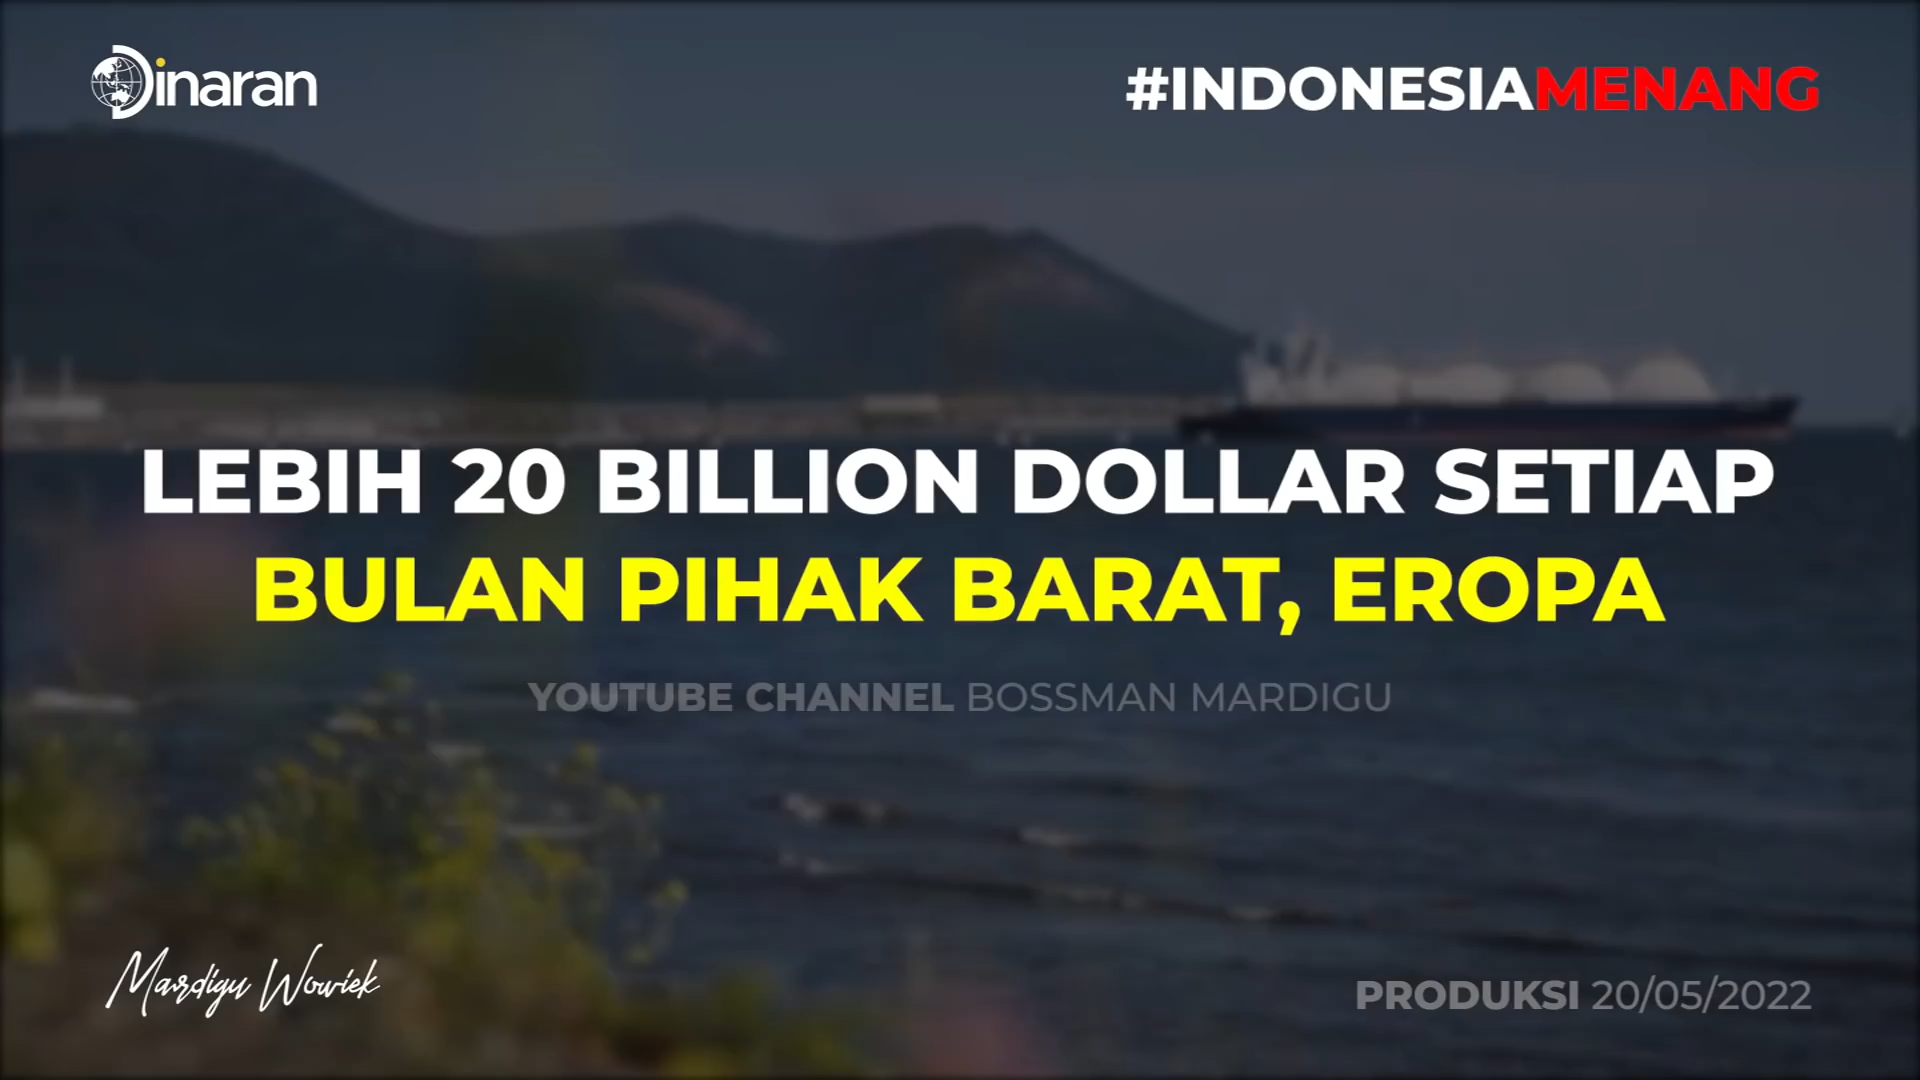 Dinaran
#INDONESIAMENANG
LEBIH 20 BILLION DOLLAR SETIAP
BULAN PIHAK BARAT, EROPA
YOUTUBE CHANNEL BOSSMAN MARDIGU
Mardigu Wowiek
PRODUKSI 20/05/2022